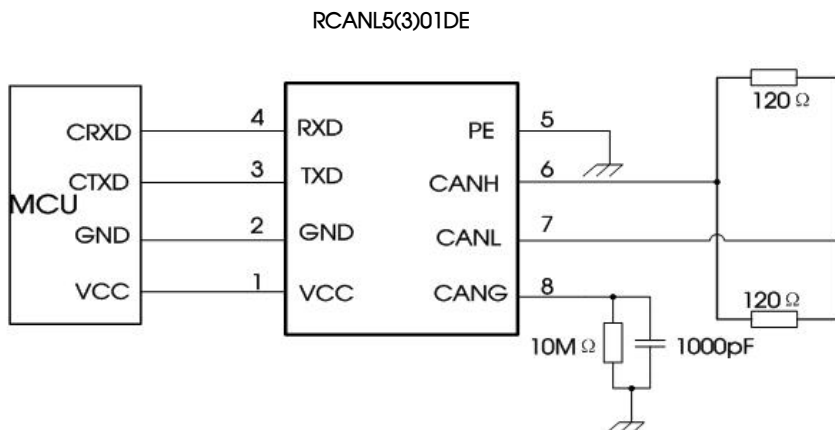 RCANL5(3)01DE
120Ω
CRXD 4 RXD PE 5
CTXD 3 TXD CANH 6
MCU
GND 2 GND CANL 7
VCC 1 VCC CANG 8
120Ω
10MΩ 1000pF